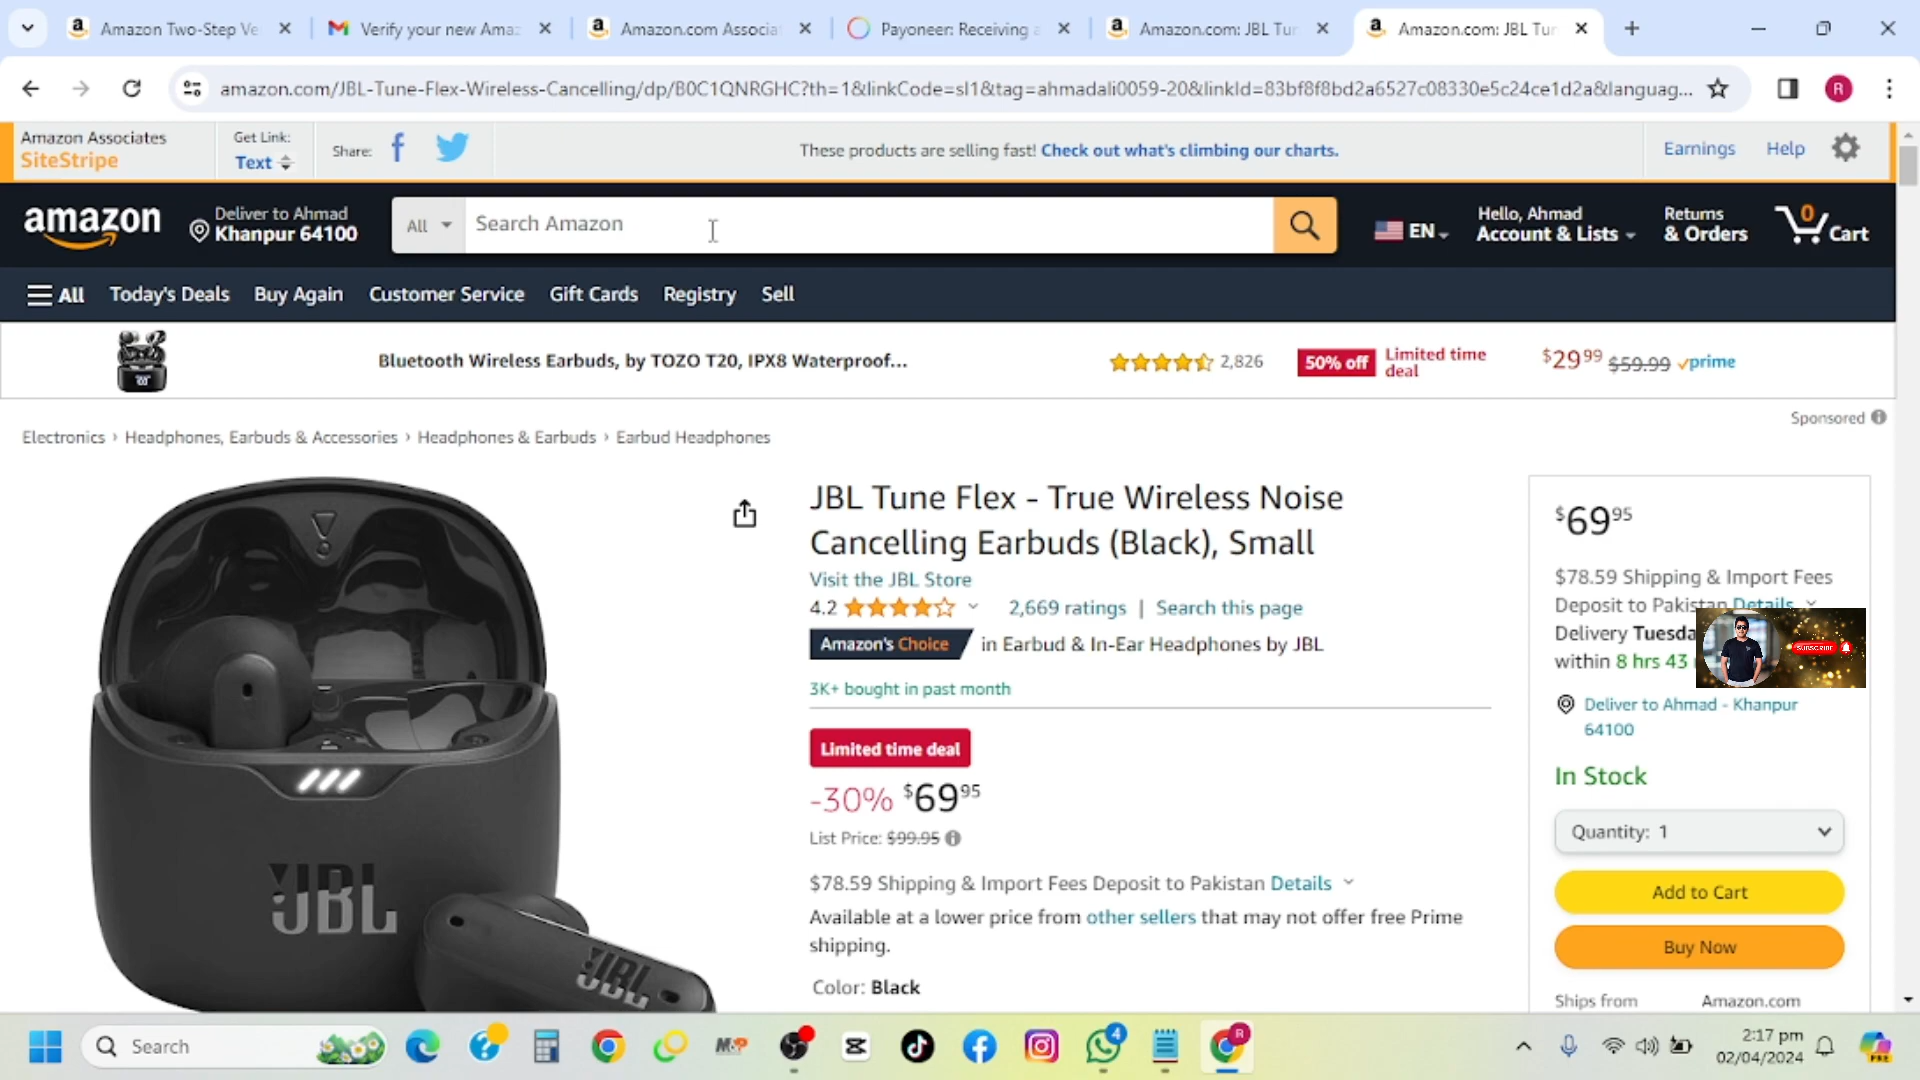 Amazon Two-Step Ve
Verify your new Amaz
Amazon.com Associat
Payoneer: Receiving a
Amazon.com: JBL Tur
Amazon.com: JBL Tur
amazon.com/JBL-Tune-Flex-Wireless-Cancelling/dp/B0C1QNRGHC?th=1&linkCode=sl1&tag=ahmadali0059-20&linkId=83bf8f8bd2a6527c08330e5c24ce1d2a&languag...
R
Amazon Associates
SiteStripe
Get Link:
Text
Share:
These products are selling fast! Check out what's climbing our charts.
Earnings
Help
amazon
Deliver to Ahmad
Khanpur 64100
All
Search Amazon
EN
Hello, Ahmad
Account & Lists
Returns
& Orders
0
Cart
All
Today's Deals
Buy Again
Customer Service
Gift Cards
Registry
Sell
Bluetooth Wireless Earbuds, by TOZO T20, IPX8 Waterproof...
2,826
50% off
Limited time
deal
$29 99 $59.99 prime
Sponsored
Electronics › Headphones, Earbuds & Accessories › Headphones & Earbuds › Earbud Headphones
JBL Tune Flex - True Wireless Noise
Cancelling Earbuds (Black), Small
Visit the JBL Store
4.2
2,669 ratings | Search this page
Amazon's Choice in Earbud & In-Ear Headphones by JBL
3K+ bought in past month
Limited time deal
-30% $69 95
List Price: $99.95
$78.59 Shipping & Import Fees Deposit to Pakistan Details
Available at a lower price from other sellers that may not offer free Prime
shipping.
Color: Black
JBL
JBL
$69 95
$78.59 Shipping & Import Fees
Deposit to Pakistan Details
Delivery Tuesda
within 8 hrs 43
SUBSCRIBE
Deliver to Ahmad - Khanpur
64100
In Stock
Quantity: 1
Add to Cart
Buy Now
Ships from
Amazon.com
Search
4
R
2:17 pm
02/04/2024
PRE